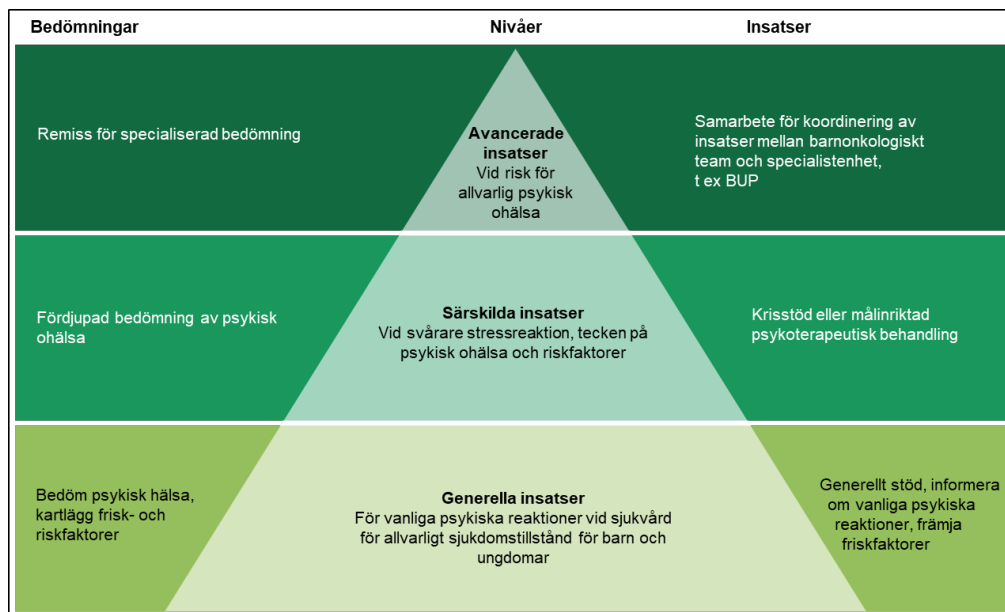 Bedömningar
Nivåer
Insatser
Remiss för specialiserad bedömning
Avancerade
insatser
Vid risk för
allvarlig psykisk
ohälsa
Samarbete för koordinering av
insatser mellan barnonkologiskt
team och specialistenhet,
t ex BUP
Fördjupad bedömning av psykisk
ohälsa
Särskilda insatser
Vid svårare stressreaktion, tecken på
psykisk ohälsa och riskfaktorer
Krisstöd eller målinriktad
psykoterapeutisk behandling
Bedöm psykisk hälsa,
kartlägg frisk- och
riskfaktorer
Generella insatser
För vanliga psykiska reaktioner vid sjukvård
för allvarligt sjukdomstillstånd för barn och
ungdomar
Generellt stöd, informera
om vanliga psykiska
reaktioner, främja
friskfaktorer